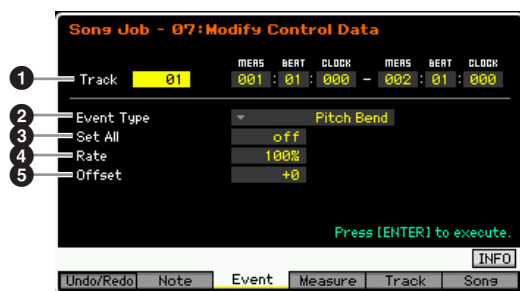 Song Job - 07:Modify Control Data
MEAS BEAT CLOCK MEAS BEAT CLOCK
1 Track 01 001 : 01 : 000 - 002 : 01 : 000
2 Event Type Pitch Bend
3 Set All off
4 Rate 100%
5 Offset +0
Press [ENTER] to execute.
INFO
Undo/Redo Note Event Measure Track Song